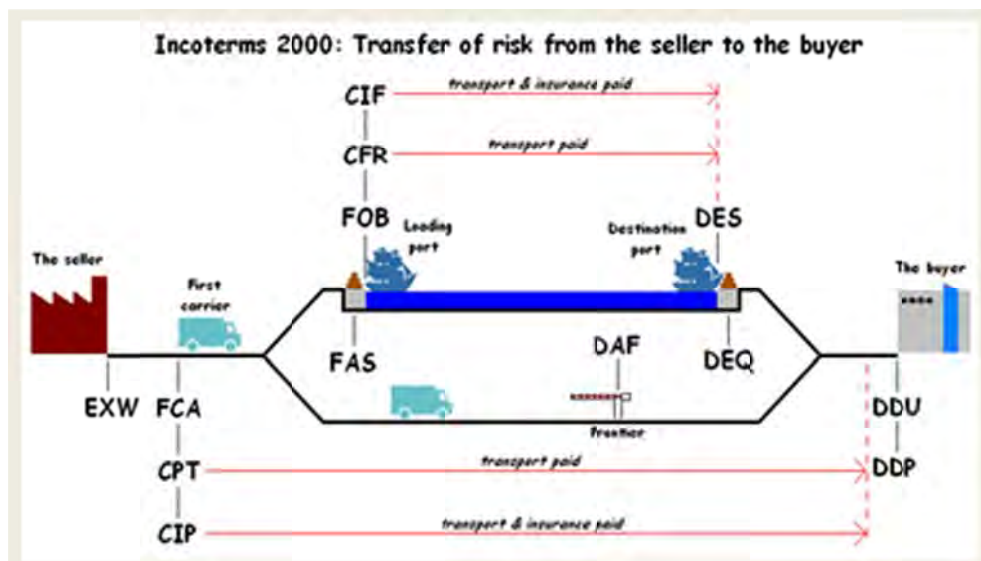 Incoterms 2000: Transfer of risk from the seller to the buyer
CIF
transport & insurance paid
CFR
transport paid
FOB
Loading
port
Destination
port
DES
The seller
First
carrier
The buyer
FAS
DAF
DEQ
EXW
FCA
Frontier
DDU
CPT
transport paid
DDP
CIP
transport & insurance paid